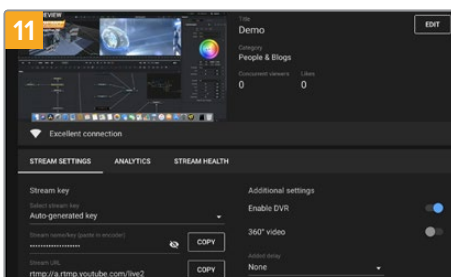 11
PREVIEW
Title
Demo
EDIT
Category
People & Blogs
Concurrent viewers Likes
0 0
Excellent connection
STREAM SETTINGS ANALYTICS STREAM HEALTH
Stream key
Additional settings
Select stream key
Auto-generated key
Enable DVR
Stream name/key (paste in encoder)
COPY
360° video
Stream URL
rtmp://a.rtmp.youtube.com/live2
COPY
Added delay
None